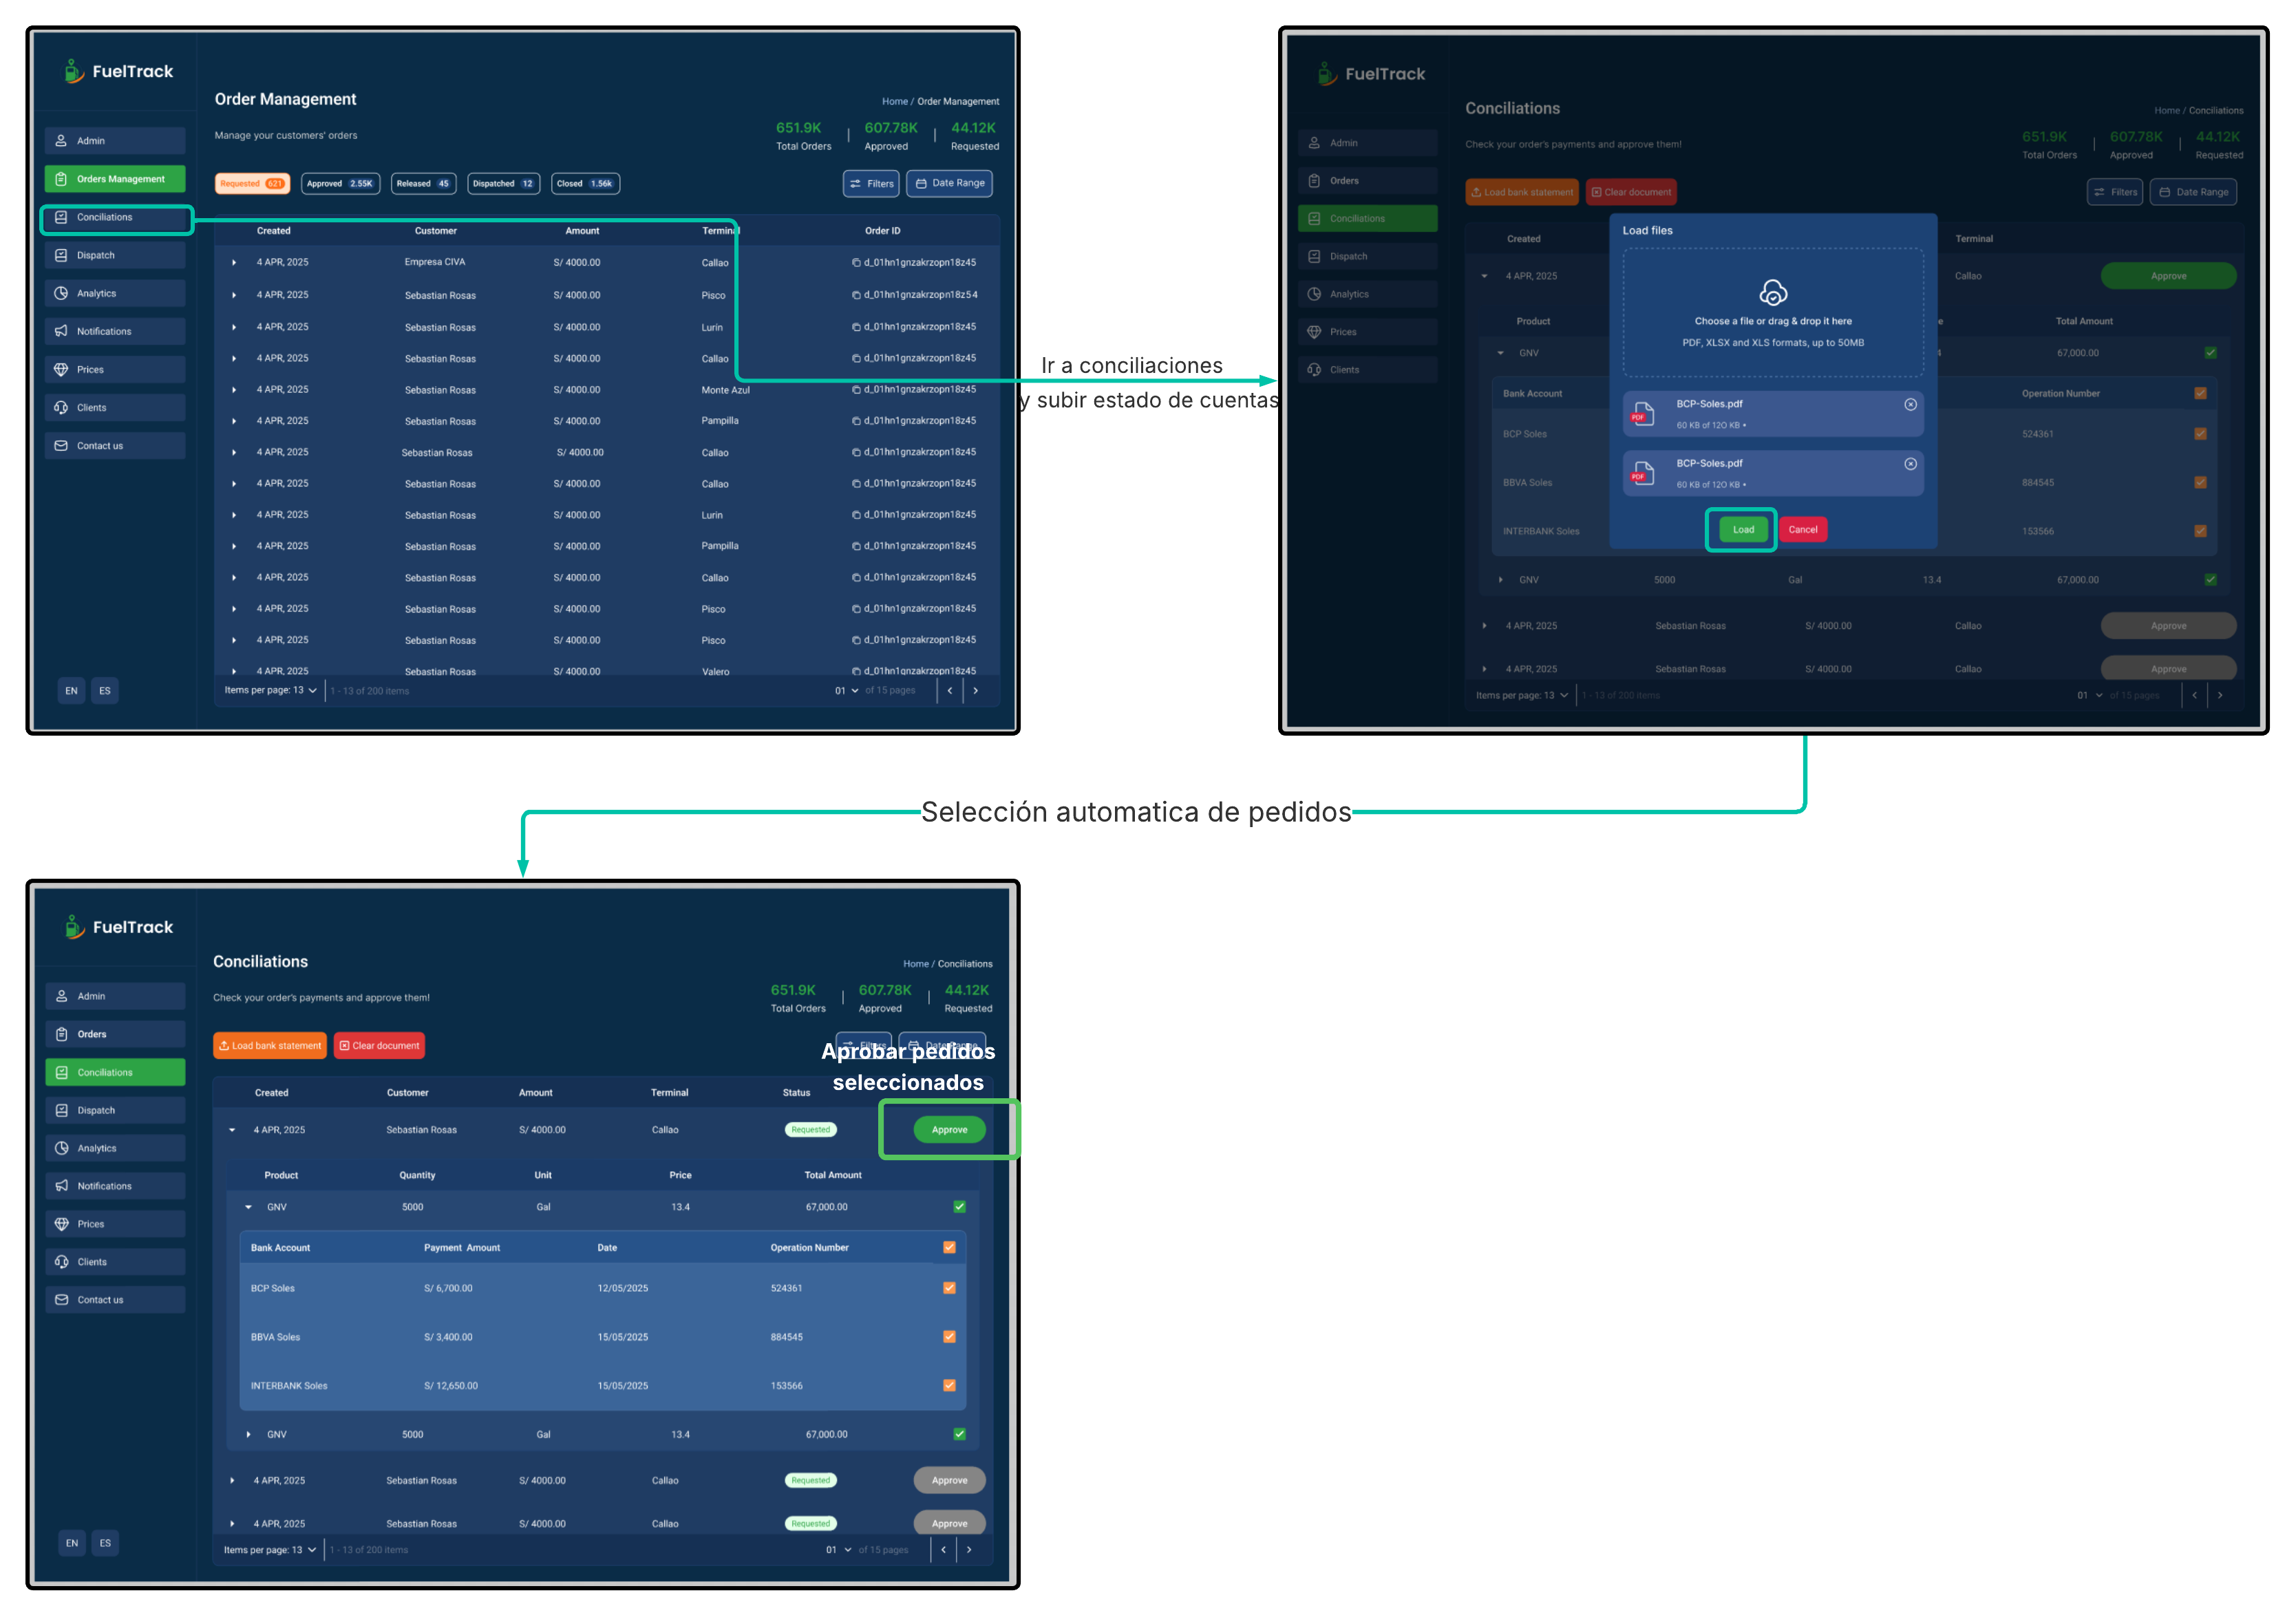 FuelTrack
Admin
Orders Management
Conciliations
Dispatch
Analytics
Notifications
Prices
Clients
Contact us
EN ES
Order Management
Home / Order Management
Manage your customers' orders
651.9K 607.78K 44.12K
Total Orders Approved Requested
Requested 621 Approved 2.55K Released 45 Dispatched 12 Closed 1.56k Filters Date Range
Created Customer Amount Terminal Order ID
4 APR, 2025 Empresa CIVA S/ 4000.00 Callao d_01hn1gnzakrzopn18z45
4 APR, 2025 Sebastian Rosas S/ 4000.00 Pisco d_01hn1gnzakrzopn18z54
4 APR, 2025 Sebastian Rosas S/ 4000.00 Lurin d_01hn1gnzakrzopn18z45
4 APR, 2025 Sebastian Rosas S/ 4000.00 Callao d_01hn1gnzakrzopn18z45
4 APR, 2025 Sebastian Rosas S/ 4000.00 Monte Azul d_01hn1gnzakrzopn18z45
4 APR, 2025 Sebastian Rosas S/ 4000.00 Pampilla d_01hn1gnzakrzopn18z45
4 APR, 2025 Sebastian Rosas S/ 4000.00 Callao d_01hn1gnzakrzopn18z45
4 APR, 2025 Sebastian Rosas S/ 4000.00 Callao d_01hn1gnzakrzopn18z45
4 APR, 2025 Sebastian Rosas S/ 4000.00 Lurin d_01hn1gnzakrzopn18z45
4 APR, 2025 Sebastian Rosas S/ 4000.00 Pampilla d_01hn1gnzakrzopn18z45
4 APR, 2025 Sebastian Rosas S/ 4000.00 Callao d_01hn1gnzakrzopn18z45
4 APR, 2025 Sebastian Rosas S/ 4000.00 Pisco d_01hn1gnzakrzopn18z45
4 APR, 2025 Sebastian Rosas S/ 4000.00 Pisco d_01hn1gnzakrzopn18z45
4 APR, 2025 Sebastian Rosas S/ 4000.00 Valero d_01hn1gnzakrzopn18z45
Items per page: 13 1 - 13 of 200 items 01 of 15 pages
Ir a conciliaciones
y subir estado de cuentas
FuelTrack
Admin
Orders
Conciliations
Dispatch
Analytics
Prices
Clients
Conciliations
Home / Conciliations
Check your order's payments and approve them!
651.9K 607.78K 44.12K
Total Orders Approved Requested
Load bank statement Clear document Filters Date Range
Created Terminal
4 APR, 2025 Callao Approve
Product e Total Amount
GNV 4 67,000.00
Bank Account Operation Number
BCP Soles 524361
BBVA Soles 884545
INTERBANK Soles 153566
GNV 5000 Gal 13.4 67,000.00
4 APR, 2025 Sebastian Rosas S/ 4000.00 Callao Approve
4 APR, 2025 Sebastian Rosas S/ 4000.00 Callao Approve
Items per page: 13 1 - 13 of 200 items 01 of 15 pages
Load files
Choose a file or drag & drop it here
PDF, XLSX and XLS formats, up to 50MB
PDF BCP-Soles.pdf
60 KB of 120 KB •
PDF BCP-Soles.pdf
60 KB of 120 KB •
Load Cancel
Selección automatica de pedidos
FuelTrack
Admin
Orders
Conciliations
Dispatch
Analytics
Notifications
Prices
Clients
Contact us
EN ES
Conciliations
Home / Conciliations
Check your order's payments and approve them!
651.9K 607.78K 44.12K
Total Orders Approved Requested
Load bank statement Clear document Filters Date Range
Aprobar pedidos
seleccionados
Created Customer Amount Terminal Status
4 APR, 2025 Sebastian Rosas S/ 4000.00 Callao Requested Approve
Product Quantity Unit Price Total Amount
GNV 5000 Gal 13.4 67,000.00
Bank Account Payment Amount Date Operation Number
BCP Soles S/ 6,700.00 12/05/2025 524361
BBVA Soles S/ 3,400.00 15/05/2025 884545
INTERBANK Soles S/ 12,650.00 15/05/2025 153566
GNV 5000 Gal 13.4 67,000.00
4 APR, 2025 Sebastian Rosas S/ 4000.00 Callao Requested Approve
4 APR, 2025 Sebastian Rosas S/ 4000.00 Callao Requested Approve
Items per page: 13 1 - 13 of 200 items 01 of 15 pages